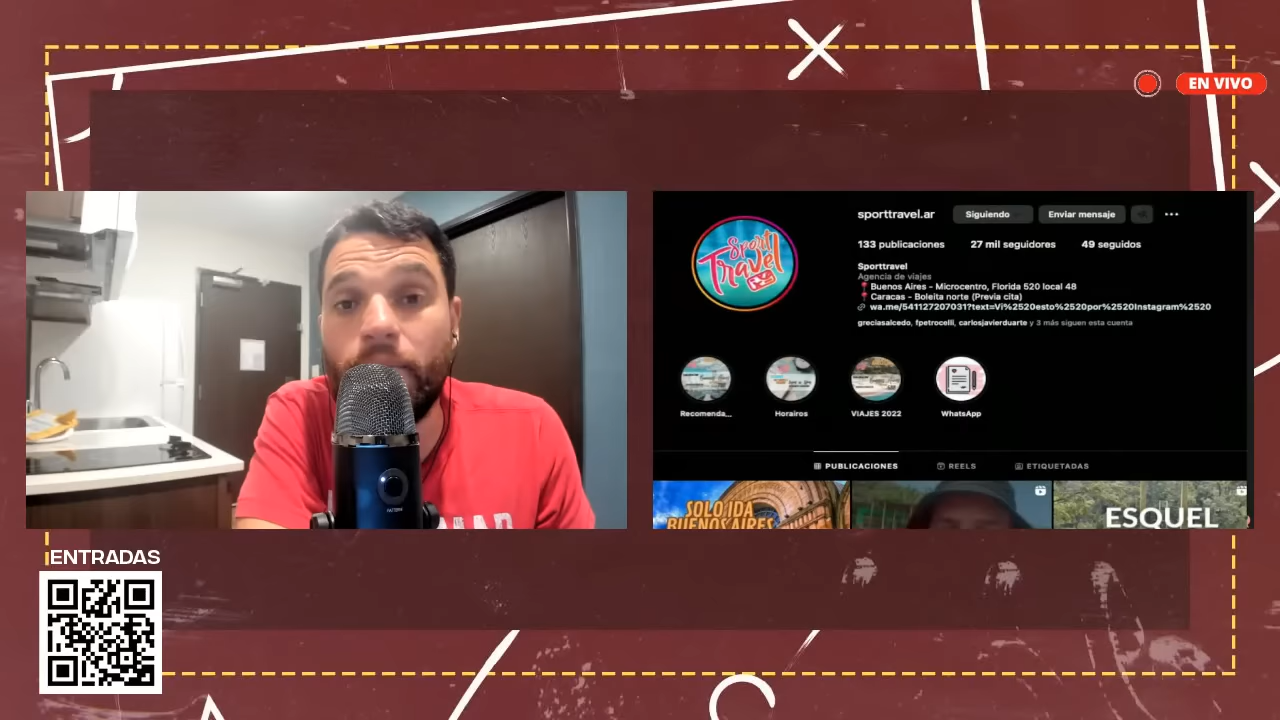 EN VIVO
sporttravel.ar
Siguiendo
Enviar mensaje
133 publicaciones
27 mil seguidores
49 seguidos
Sport
Travel
Sporttravel
Agencia de viajes
Buenos Aires - Microcentro, Florida 520 local 48
Caracas - Boleita norte (Previa cita)
wa.me/541127207031?text=Vi%2520esto%2520por%2520Instagram%2520
greciasalcedo, fpetrocelli, carlosjavierduarte y 3 más siguen esta cuenta
Recomenda...
Horairos
VIAJES 2022
WhatsApp
PUBLICACIONES
REELS
ETIQUETADAS
SOLO IDA
BUENOS AIRES
ESQUEL
ENTRADAS